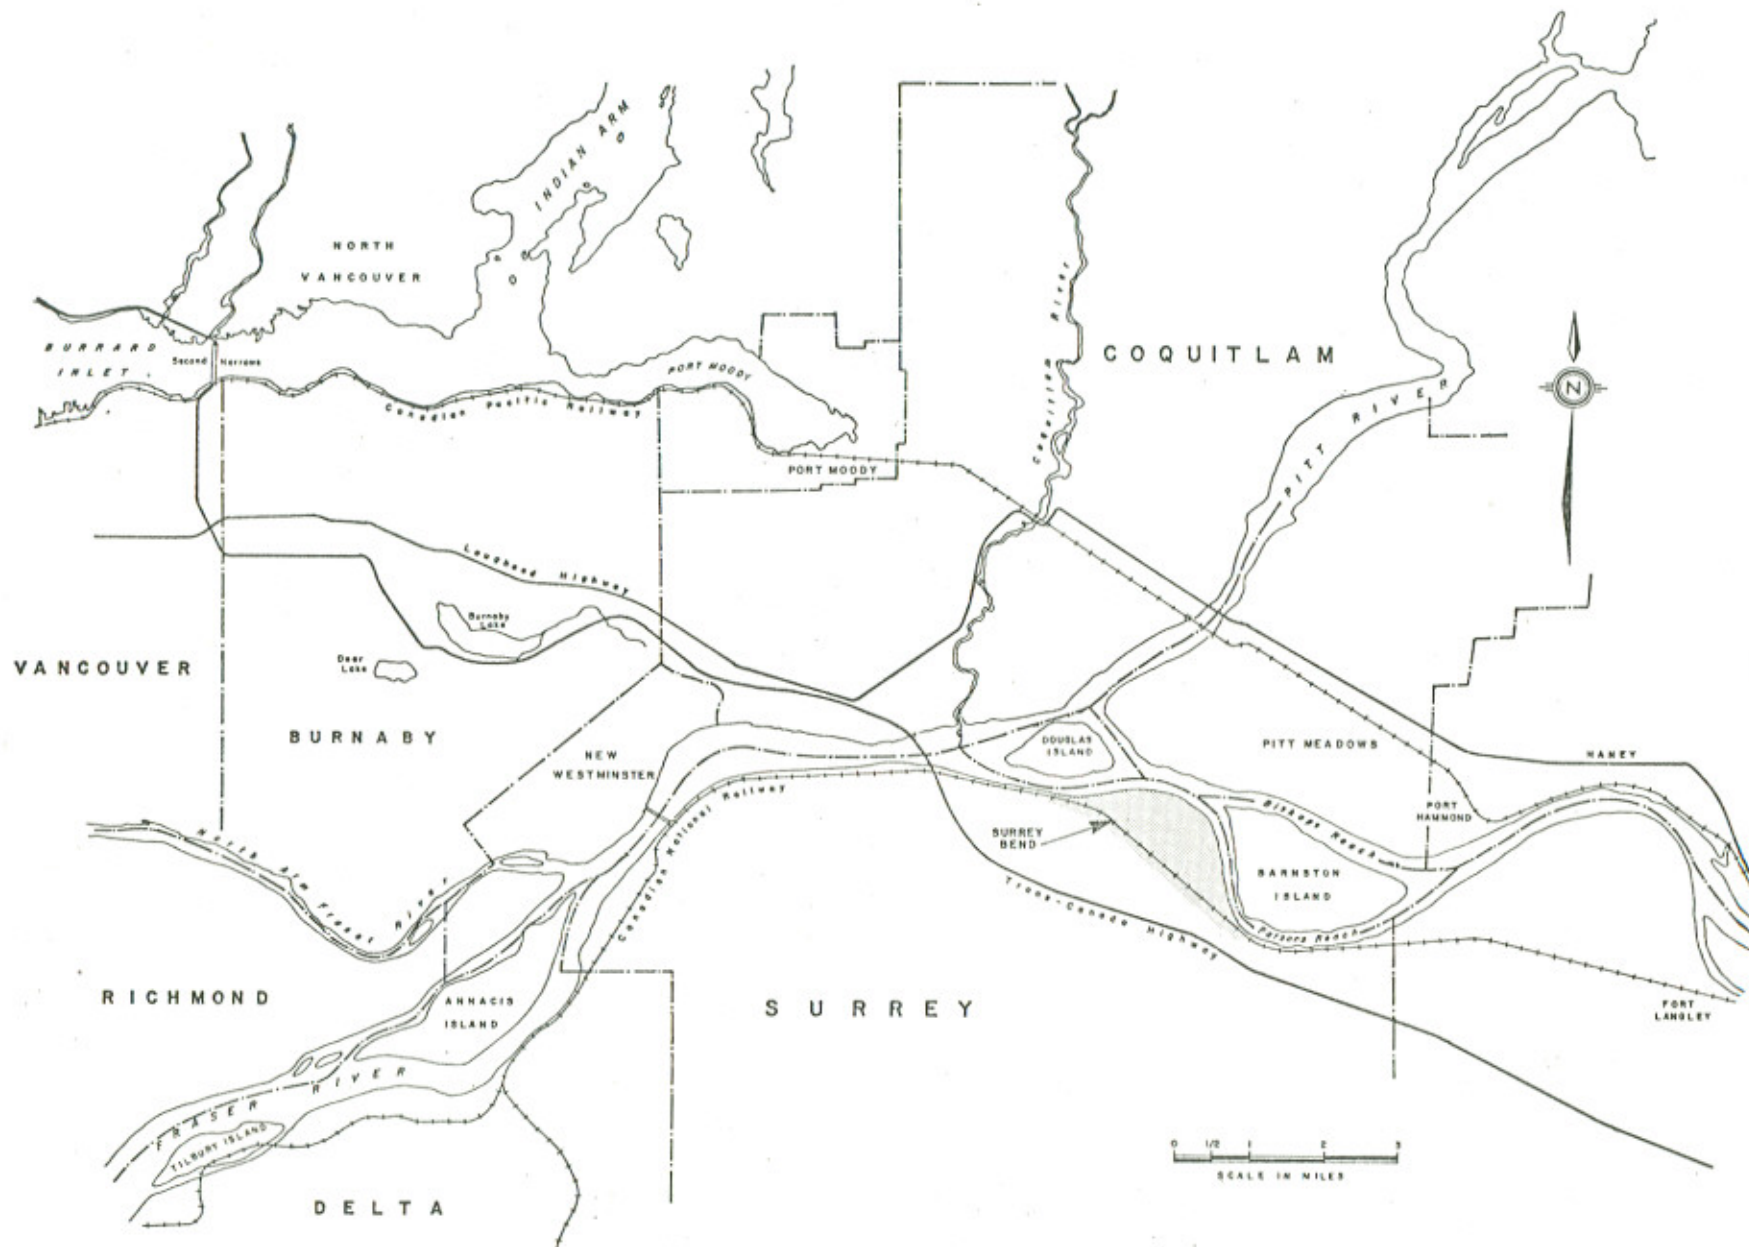 INDIAN ARM
NORTH
VANCOUVER
BURRARD
INLET
Second Narrows
PORT MOODY
Canadian Pacific Railway
Coquitlam River
COQUITLAM
PITT RIVER
N
PORT MOODY
Lougheed Highway
Burnaby
Lake
Deer
Lake
VANCOUVER
BURNABY
NEW
WESTMINSTER
DOUGLAS
ISLAND
PITT MEADOWS
HANEY
Canadian National Railway
SURREY
BEND
Bishops Reach
PORT
HAMMOND
BARNSTON
ISLAND
Parsons Reach
Trans-Canada Highway
North Arm Fraser River
RICHMOND
ANNACIS
ISLAND
SURREY
FORT
LANGLEY
FRASER RIVER
TILBURY ISLAND
DELTA
0 1/2 1 2 3
SCALE IN MILES